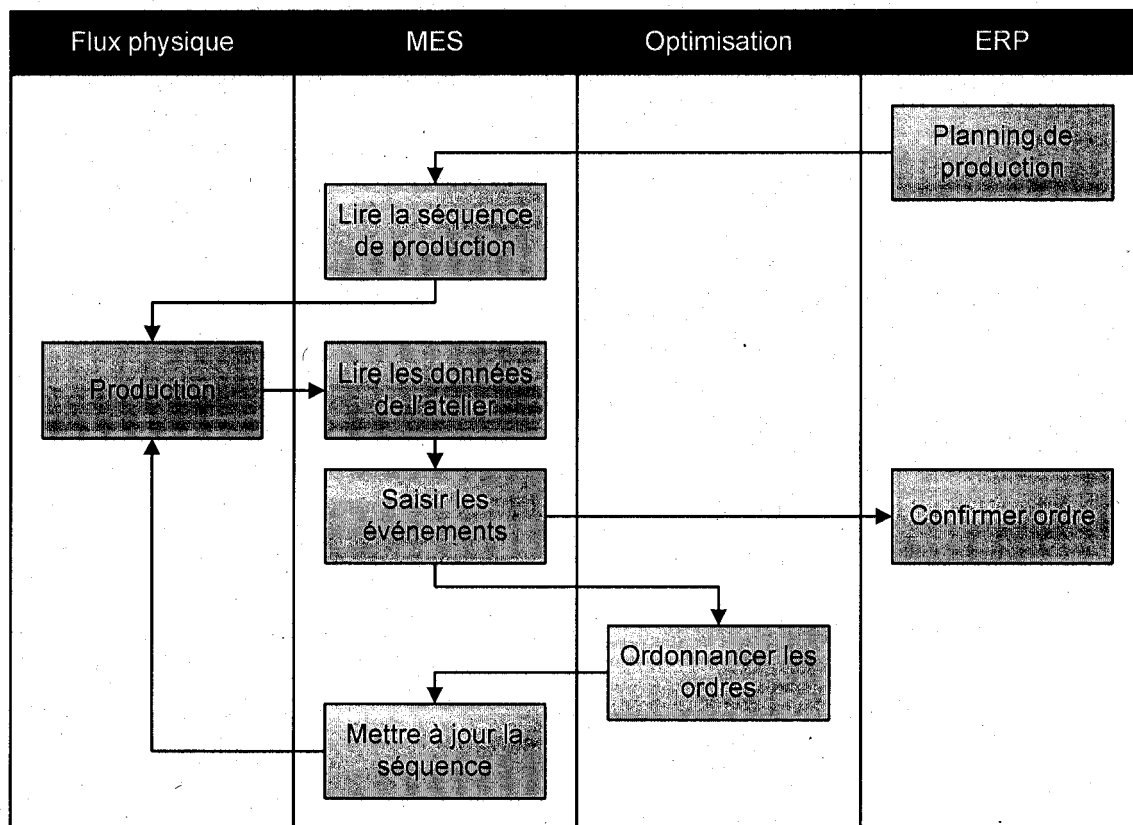 Flux physique
MES
Optimisation
ERP
Planning de
production
Lire la séquence
de production
Production
Lire les données
de l'atelier
Saisir les
événements
Confirmer ordre
Ordonnancer les
ordres
Mettre à jour la
séquence